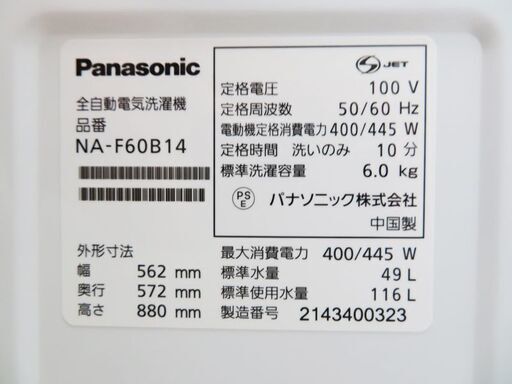 Panasonic
全自動電気洗濯機
品番
NA-F60B14
外形寸法
幅 562 mm
奥行 572 mm
高さ 880 mm
S JET
定格電圧 100 V
定格周波数 50/60 Hz
電動機定格消費電力 400/445 W
定格時間 洗いのみ 10 分
標準洗濯容量 6.0 kg
PS
E
パナソニック株式会社
中国製
最大消費電力 400/445 W
標準水量 49 L
標準使用水量 116 L
製造番号 2143400323